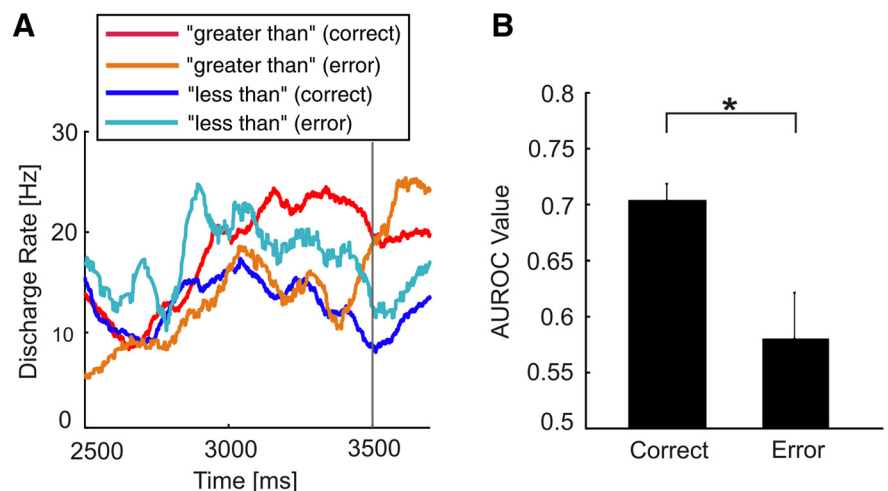 A
"greater than" (correct)
"greater than" (error)
"less than" (correct)
"less than" (error)
30
20
10
0
Discharge Rate [Hz]
2500
3000
3500
Time [ms]
B
0.8
0.75
0.7
0.65
0.6
0.55
0.5
AUROC Value
*
Correct
Error